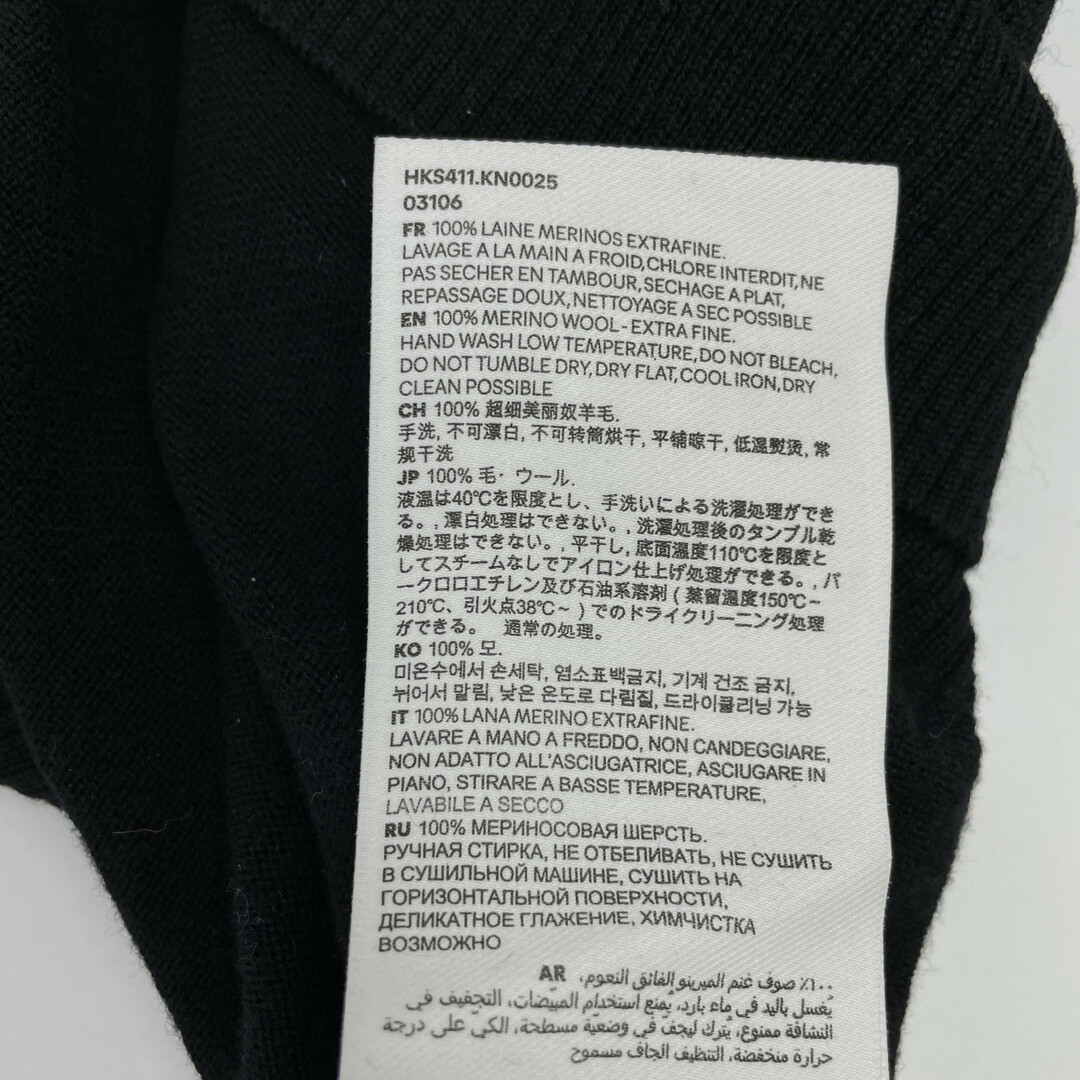 HKS411.KN0025
03106
FR 100% LAINE MERINOS EXTRAFINE.
LAVAGE A LA MAIN A FROID,CHLORE INTERDIT,NE
PAS SECHER EN TAMBOUR,SECHAGE A PLAT,
REPASSAGE DOUX,NETTOYAGE A SEC POSSIBLE
EN 100% MERINO WOOL - EXTRA FINE.
HAND WASH LOW TEMPERATURE,DO NOT BLEACH,
DO NOT TUMBLE DRY,DRY FLAT,COOL IRON,DRY
CLEAN POSSIBLE
CH 100% 超细美丽奴羊毛.
手洗, 不可漂白, 不可转筒烘干, 平铺晾干, 低温熨烫, 常
规干洗
JP 100% 毛・ウール.
液温は40℃を限度とし、手洗いによる洗濯処理ができ
る。, 漂白処理はできない。, 洗濯処理後のタンブル乾
燥処理はできない。, 平干し, 底面温度110℃を限度と
してスチームなしでアイロン仕上げ処理ができる。, パ
ークロロエチレン及び石油系溶剤（蒸留温度150℃~
210℃、引火点38℃~）でのドライクリーニング処理
ができる。 通常の処理。
KO 100% 모.
미온수에서 손세탁, 염소표백금지, 기계 건조 금지,
뉘어서 말림, 낮은 온도로 다림질, 드라이클리닝 가능
IT 100% LANA MERINO EXTRAFINE.
LAVARE A MANO A FREDDO, NON CANDEGGIARE,
NON ADATTO ALL'ASCIUGATRICE, ASCIUGARE IN
PIANO, STIRARE A BASSE TEMPERATURE,
LAVABILE A SECCO
RU 100% МЕРИНОСОВАЯ ШЕРСТЬ.
РУЧНАЯ СТИРКА, НЕ ОТБЕЛИВАТЬ, НЕ СУШИТЬ
В СУШИЛЬНОЙ МАШИНЕ, СУШИТЬ НА
ГОРИЗОНТАЛЬНОЙ ПОВЕРХНОСТИ,
ДЕЛИКАТНОЕ ГЛАЖЕНИЕ, ХИМЧИСТКА
ВОЗМОЖНО
AR ١٠٠٪ صوف غنم الميرينو الفائق النعوم،
يُغسل باليد في ماء بارد، يُمنع استخدام المبيّضات، التجفيف في
النشافة ممنوع، يُترك ليجف في وضعيّة مسطحة، الكيّ على درجة
حرارة منخفضة، التنظيف الجاف مسموح